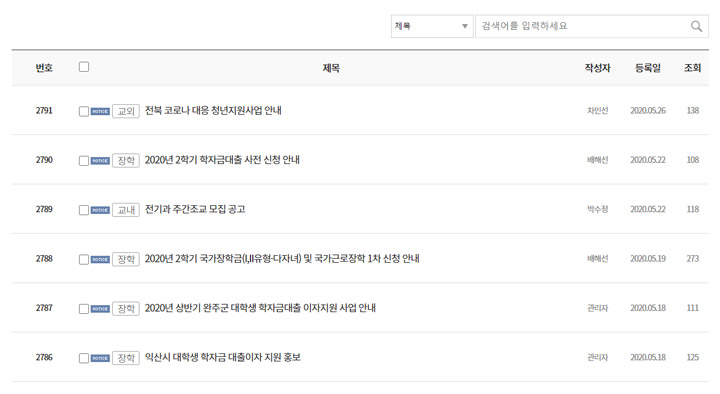 제목 검색어를 입력하세요
번호 제목 작성자 등록일 조회
2791 NOTICE 교외 전북 코로나 대응 청년지원사업 안내 차민선 2020.05.26 138
2790 NOTICE 장학 2020년 2학기 학자금대출 사전 신청 안내 배해선 2020.05.22 108
2789 NOTICE 교내 전기과 주간조교 모집 공고 박수정 2020.05.22 118
2788 NOTICE 장학 2020년 2학기 국가장학금(I,II유형-다자녀) 및 국가근로장학 1차 신청 안내 배해선 2020.05.19 273
2787 NOTICE 장학 2020년 상반기 완주군 대학생 학자금대출 이자지원 사업 안내 관리자 2020.05.18 111
2786 NOTICE 장학 익산시 대학생 학자금 대출이자 지원 홍보 관리자 2020.05.18 125